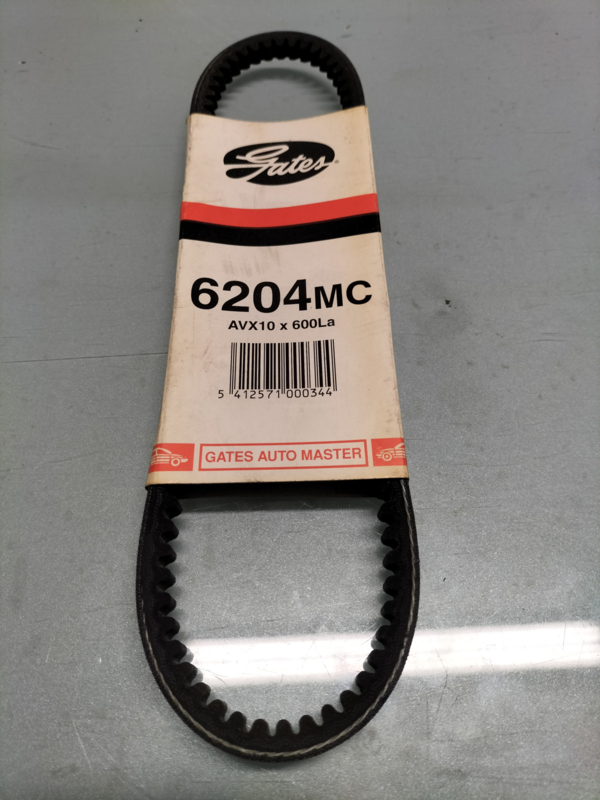 Gates
6204MC
AVX10 x 600La
5 412571 000344
GATES AUTO MASTER